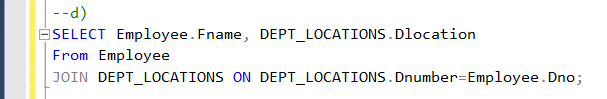 --d)
SELECT Employee.Fname, DEPT_LOCATIONS.Dlocation
From Employee
JOIN DEPT_LOCATIONS ON DEPT_LOCATIONS.Dnumber=Employee.Dno;